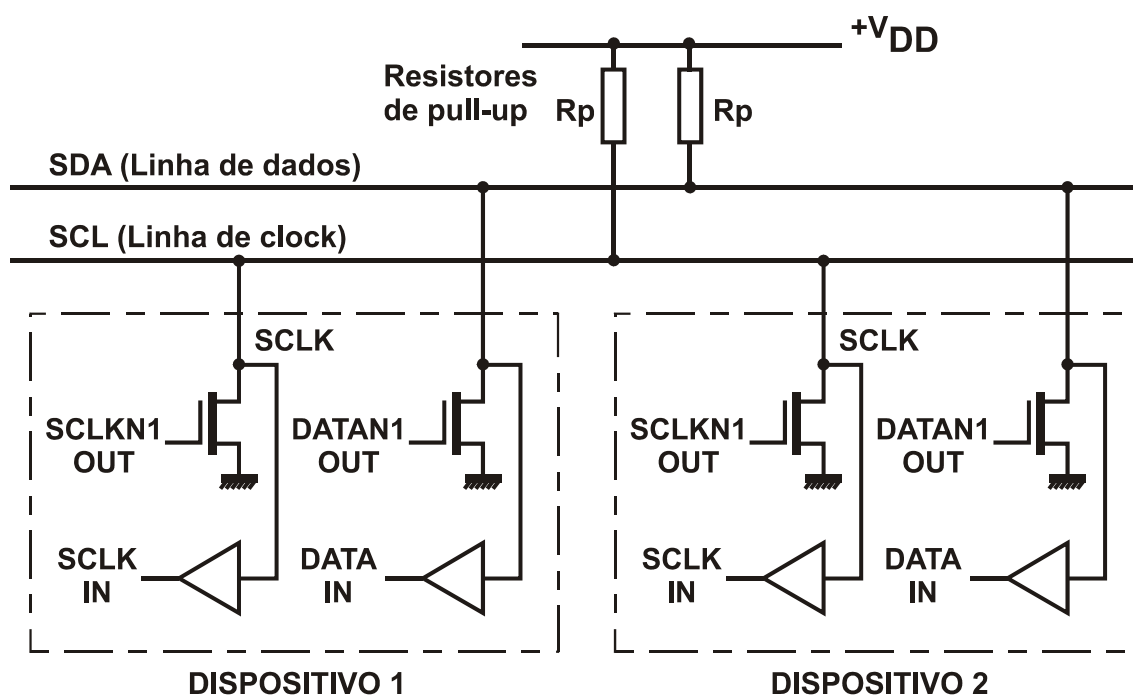 +VDD
Resistores
de pull-up
Rp
Rp
SDA (Linha de dados)
SCL (Linha de clock)
SCLK
SCLKN1
OUT
DATAN1
OUT
SCLK
IN
DATA
IN
DISPOSITIVO 1
SCLK
SCLKN1
OUT
DATAN1
OUT
SCLK
IN
DATA
IN
DISPOSITIVO 2